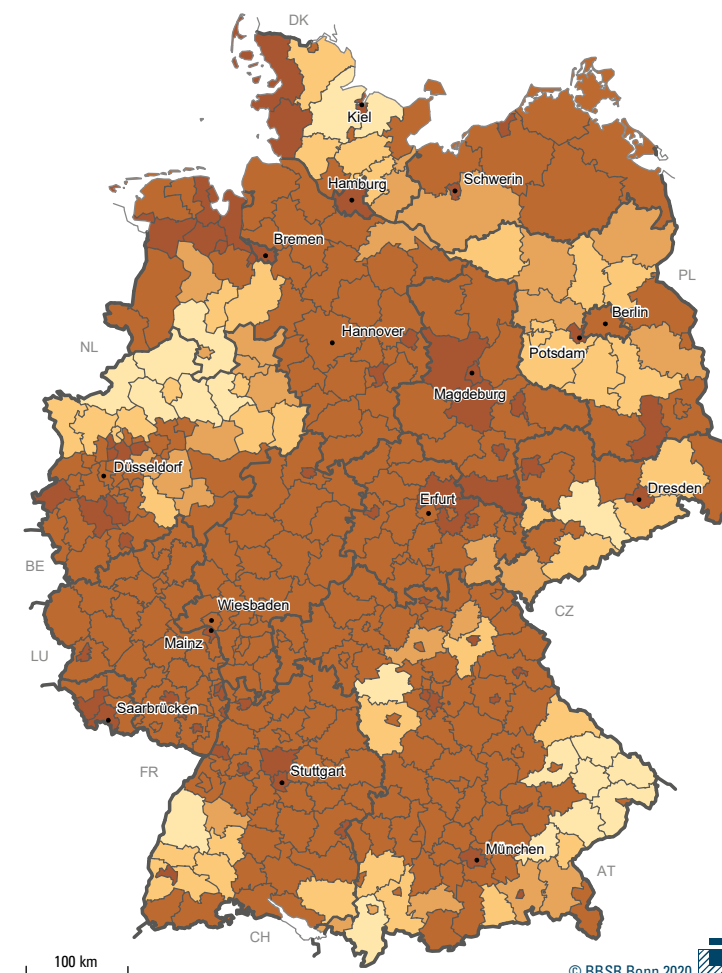 DK
Kiel
Schwerin
Hamburg
Bremen
PL
Berlin
Hannover
NL
Potsdam
Magdeburg
Düsseldorf
Dresden
Erfurt
BE
Wiesbaden
CZ
Mainz
LU
Saarbrücken
FR
Stuttgart
München
AT
CH
100 km
© BBSR Bonn 2020